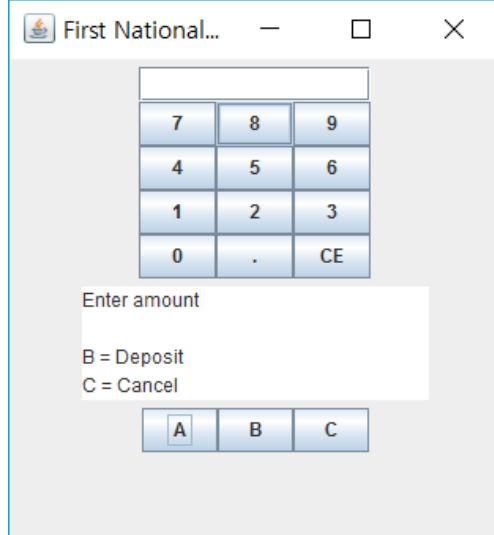 First National...
7 8 9
4 5 6
1 2 3
0 . CE
Enter amount
B = Deposit
C = Cancel
A B C